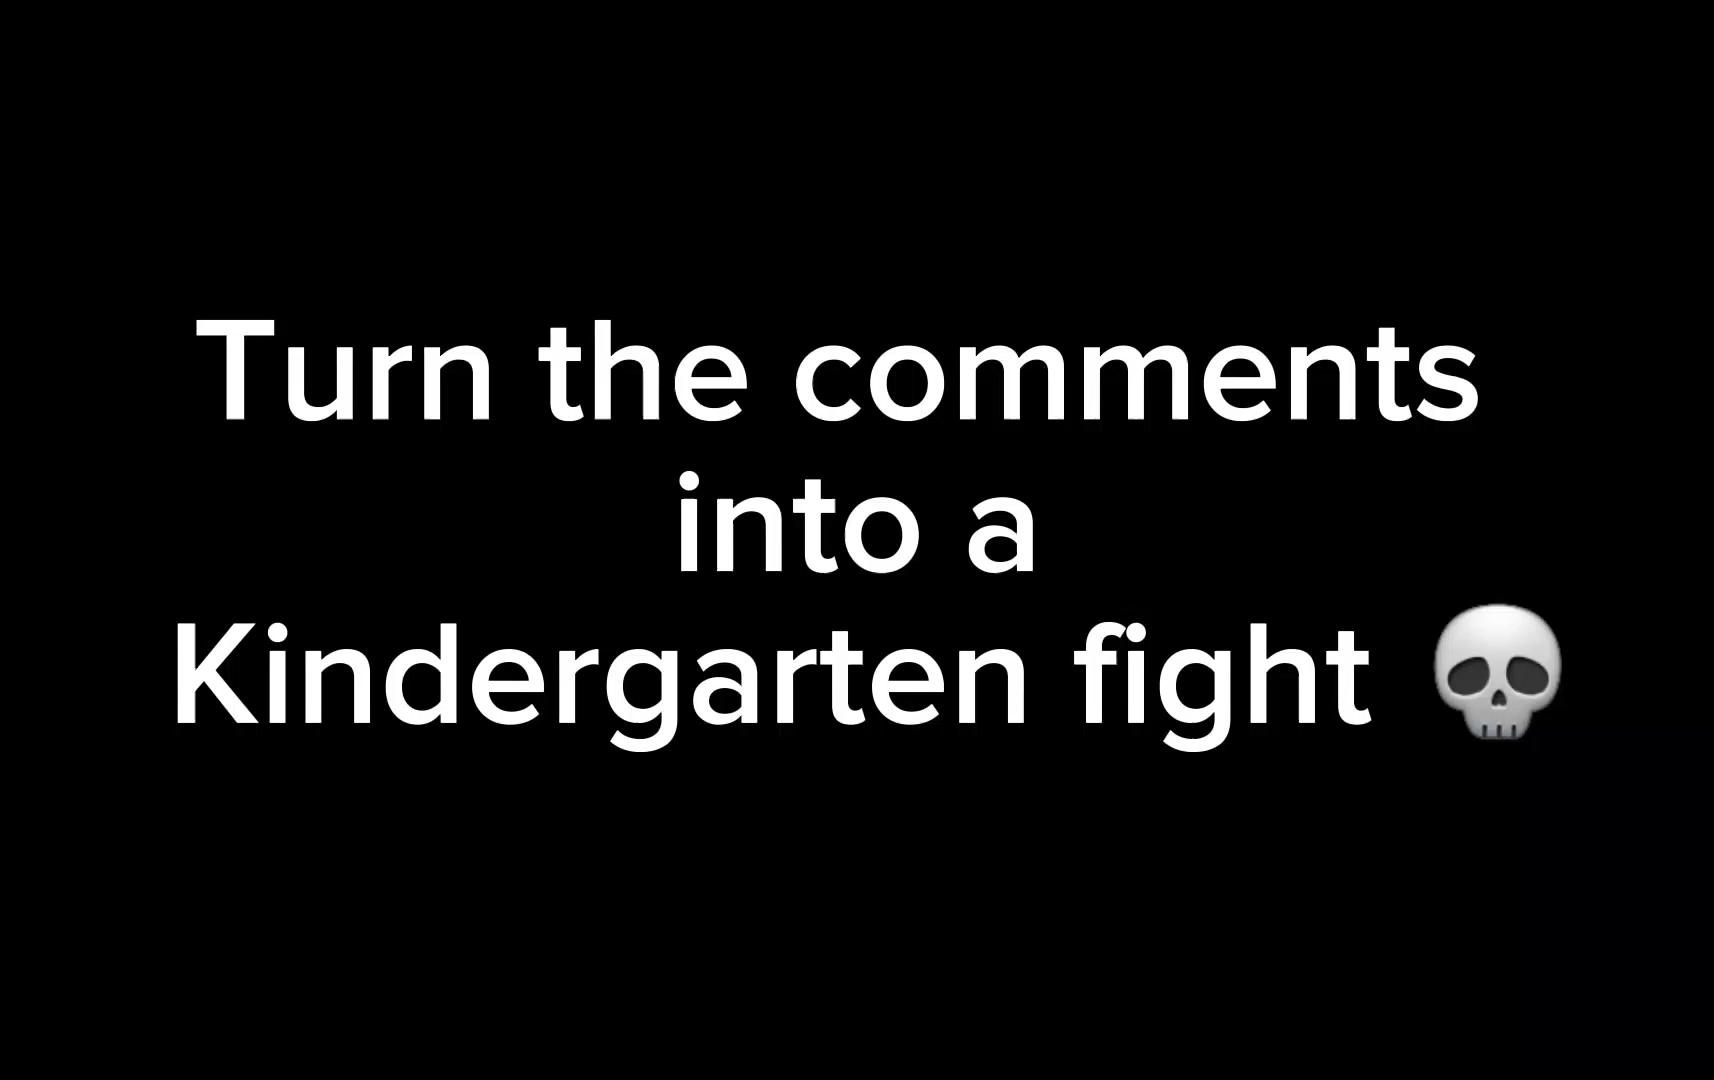 Turn the comments
into a
Kindergarten fight 💀